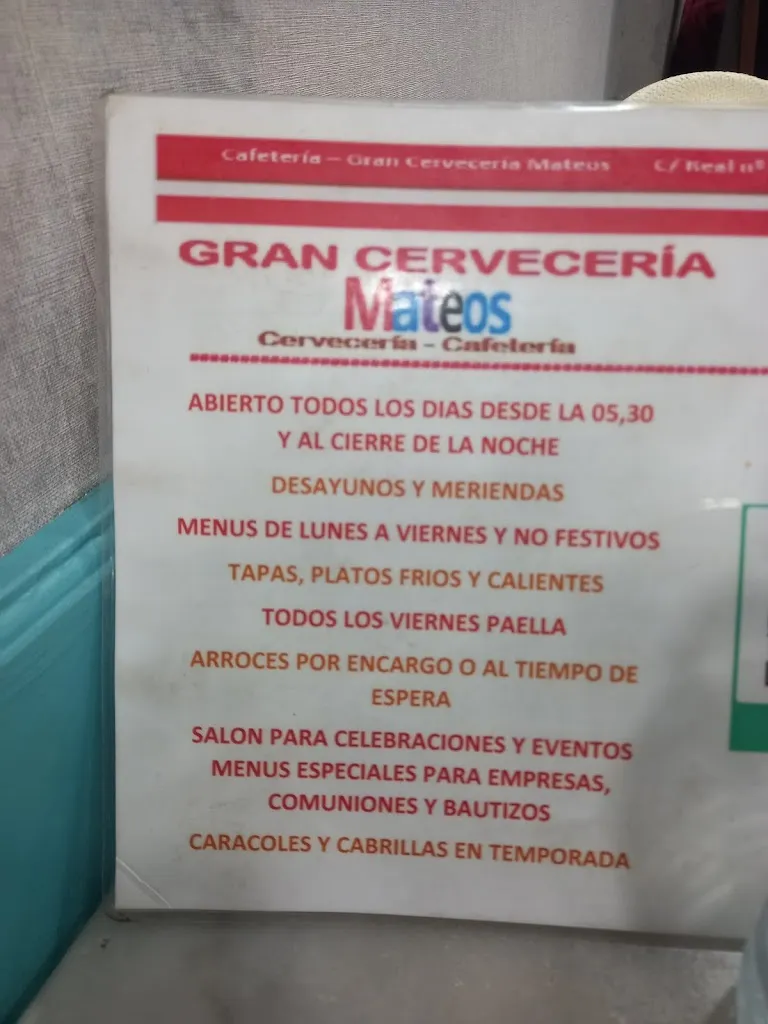 Cafetería – Gran Cervecería Mateos C/ Real nº
GRAN CERVECERÍA
Mateos
Cervecería - Cafetería
ABIERTO TODOS LOS DIAS DESDE LA 05,30
Y AL CIERRE DE LA NOCHE
DESAYUNOS Y MERIENDAS
MENUS DE LUNES A VIERNES Y NO FESTIVOS
TAPAS, PLATOS FRIOS Y CALIENTES
TODOS LOS VIERNES PAELLA
ARROCES POR ENCARGO O AL TIEMPO DE
ESPERA
SALON PARA CELEBRACIONES Y EVENTOS
MENUS ESPECIALES PARA EMPRESAS,
COMUNIONES Y BAUTIZOS
CARACOLES Y CABRILLAS EN TEMPORADA